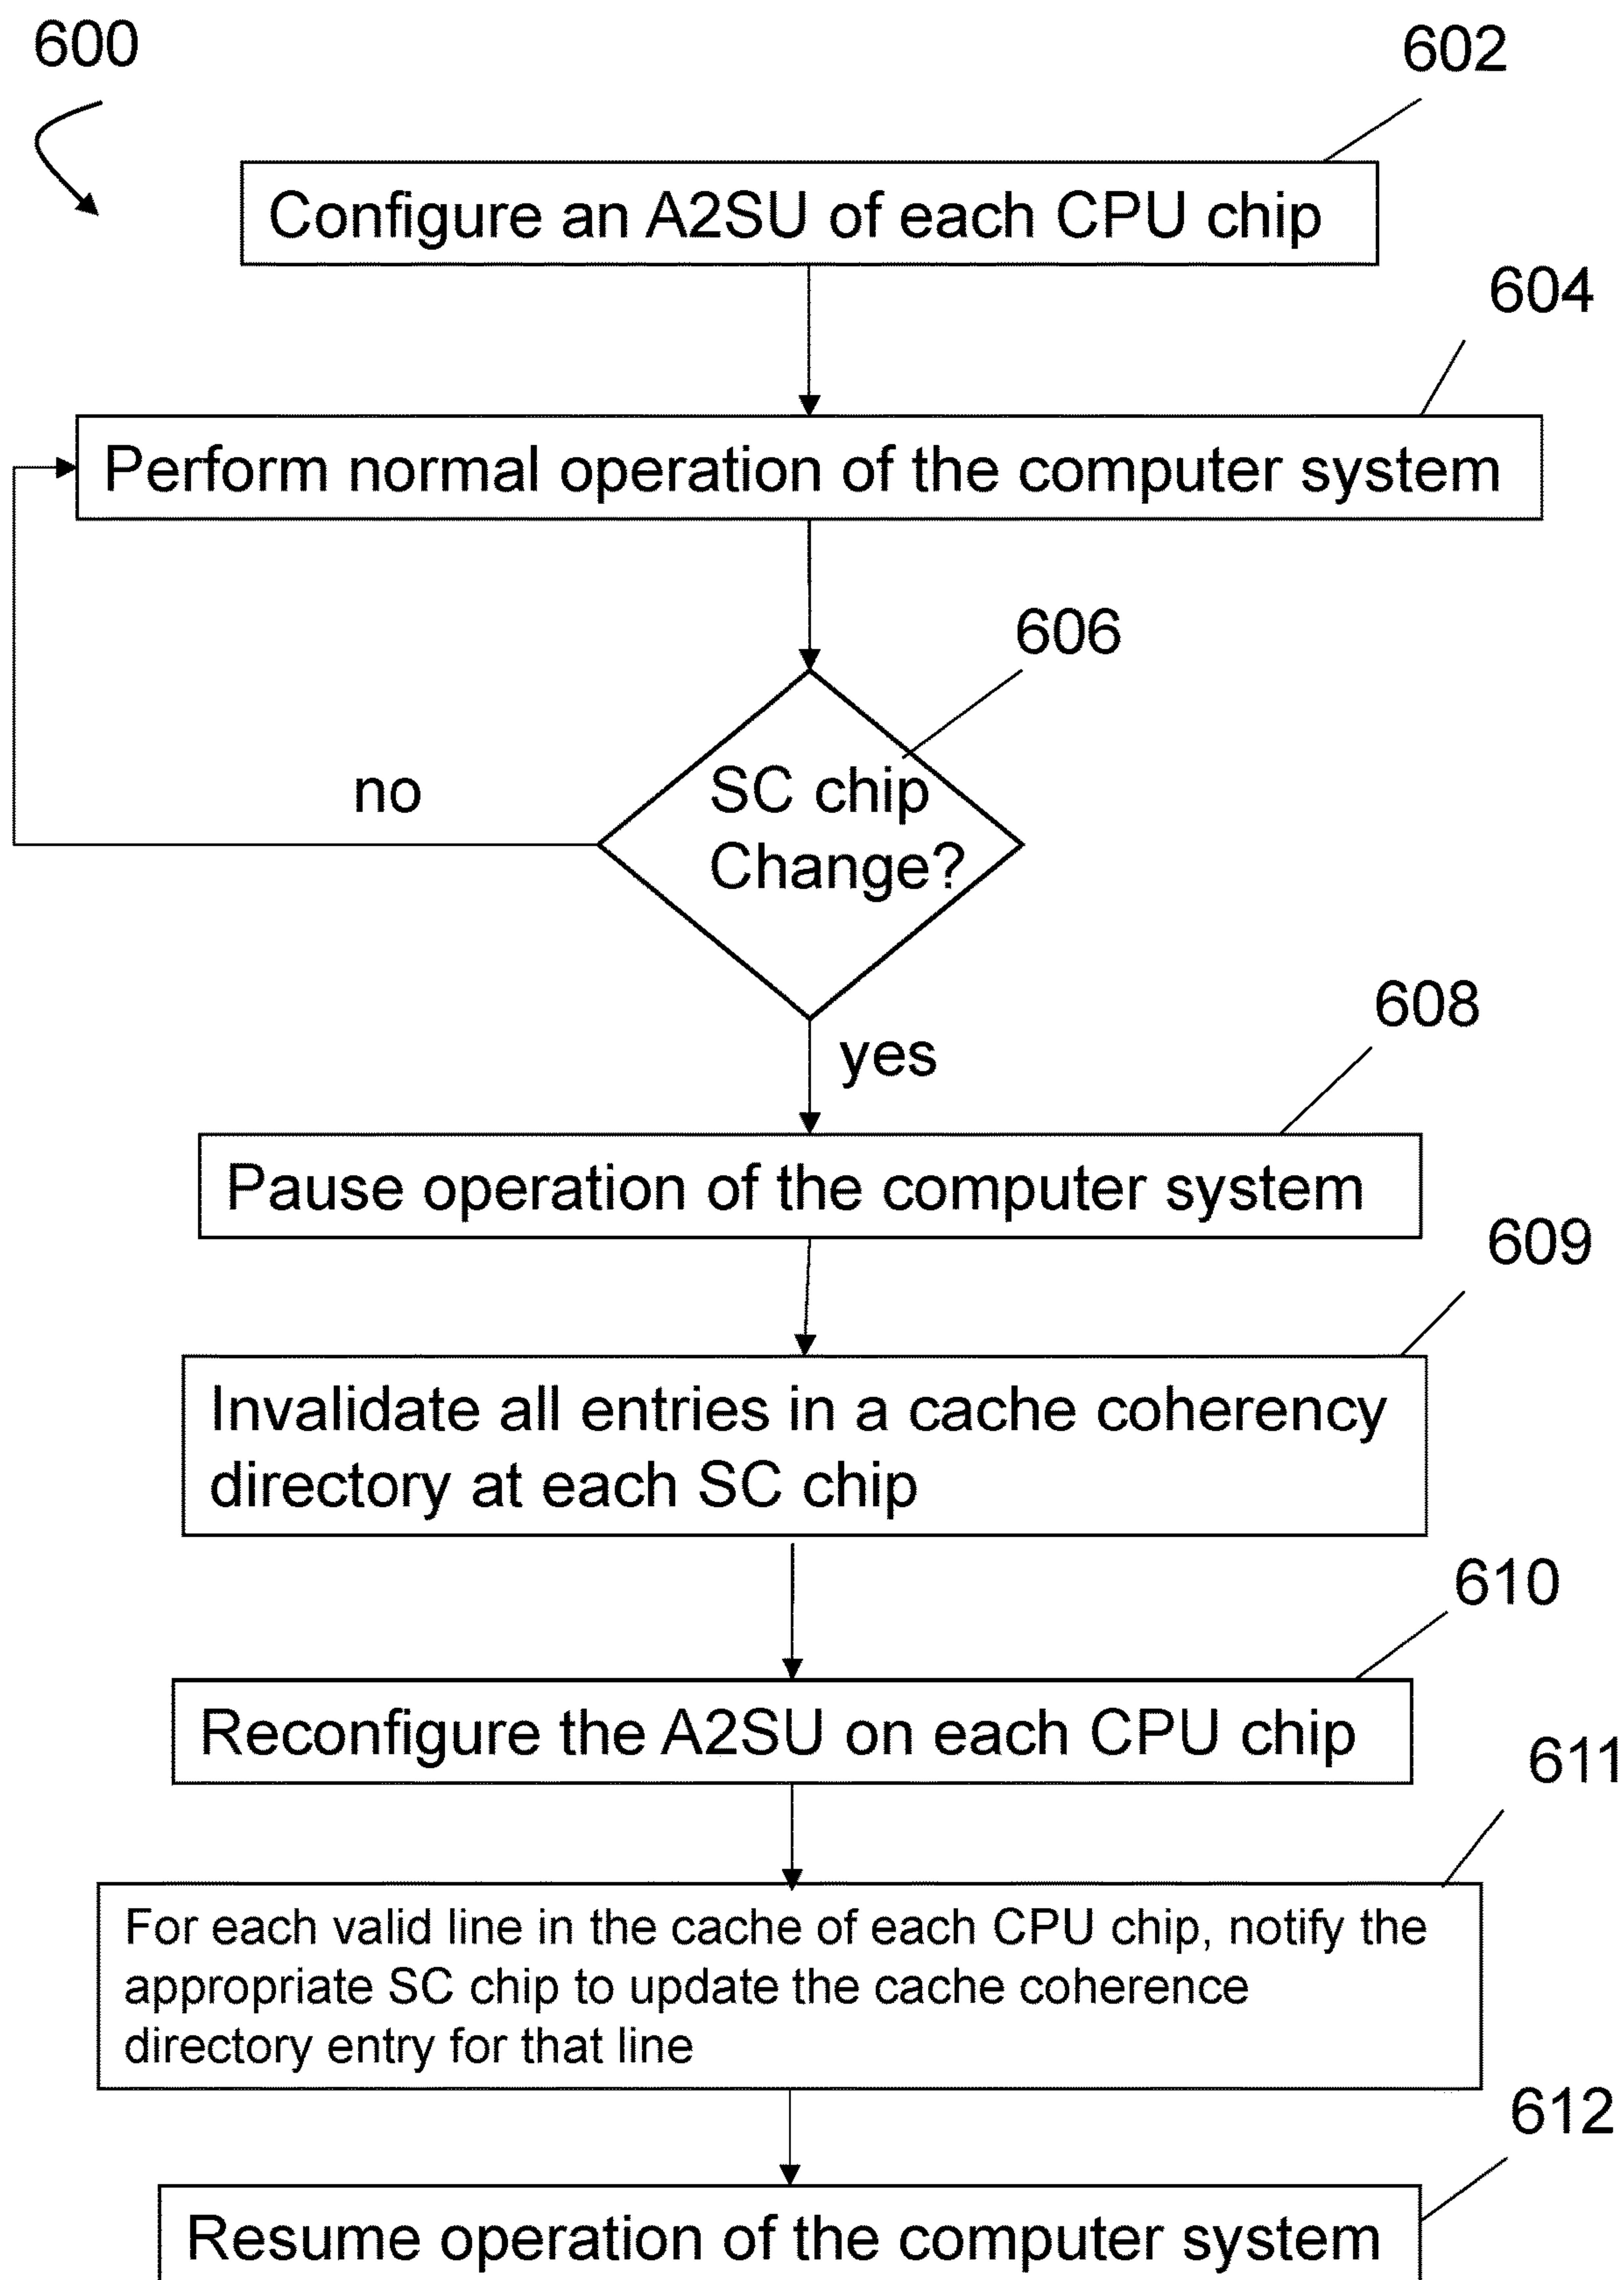 600
602
Configure an A2SU of each CPU chip
604
Perform normal operation of the computer system
606
SC chip
Change?
no
yes
608
Pause operation of the computer system
609
Invalidate all entries in a cache coherency
directory at each SC chip
610
Reconfigure the A2SU on each CPU chip
611
For each valid line in the cache of each CPU chip, notify the
appropriate SC chip to update the cache coherence
directory entry for that line
612
Resume operation of the computer system